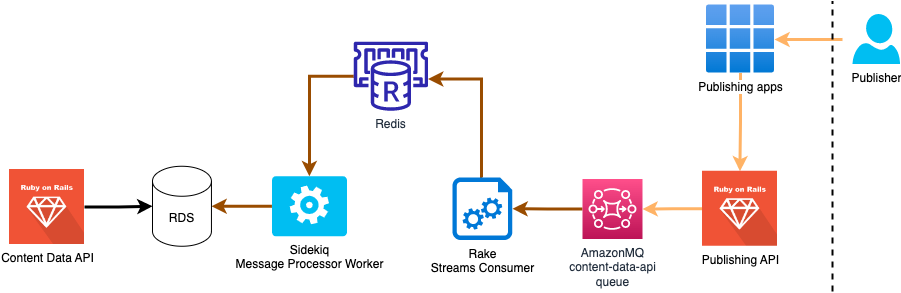 Publishing apps
Publisher
R
Redis
Ruby on Rails
Content Data API
RDS
Sidekiq
Message Processor Worker
Rake
Streams Consumer
AmazonMQ
content-data-api
queue
Ruby on Rails
Publishing API